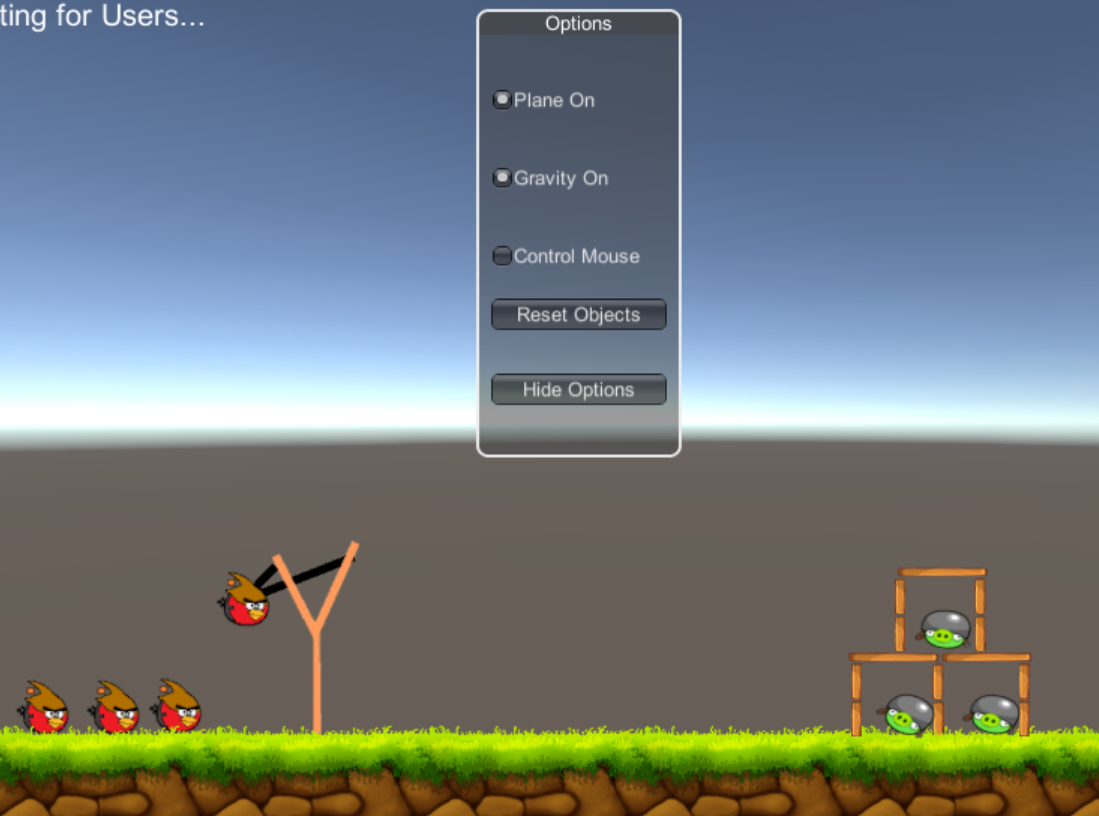 ting for Users...
Options
Plane On
Gravity On
Control Mouse
Reset Objects
Hide Options